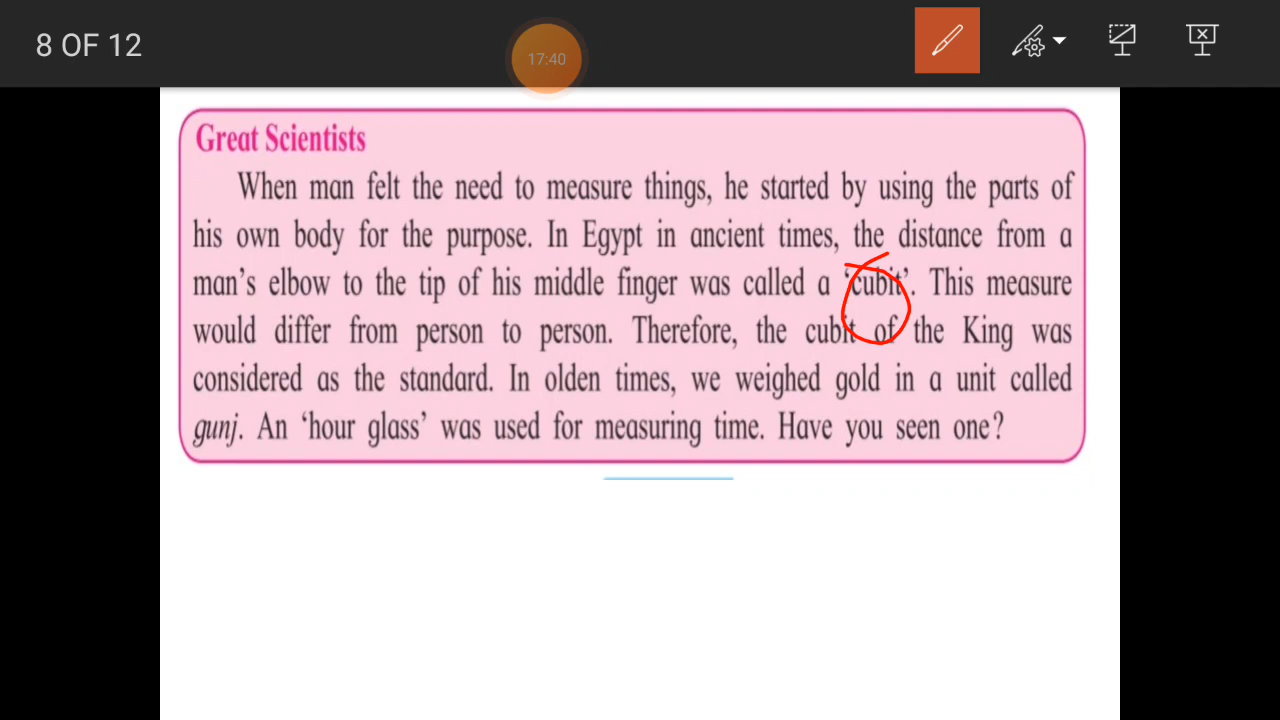 8 OF 12
17:40
Great Scientists
When man felt the need to measure things, he started by using the parts of
his own body for the purpose. In Egypt in ancient times, the distance from a
man's elbow to the tip of his middle finger was called a ‘cubit’. This measure
would differ from person to person. Therefore, the cubit of the King was
considered as the standard. In olden times, we weighed gold in a unit called
gunj. An ‘hour glass’ was used for measuring time. Have you seen one?